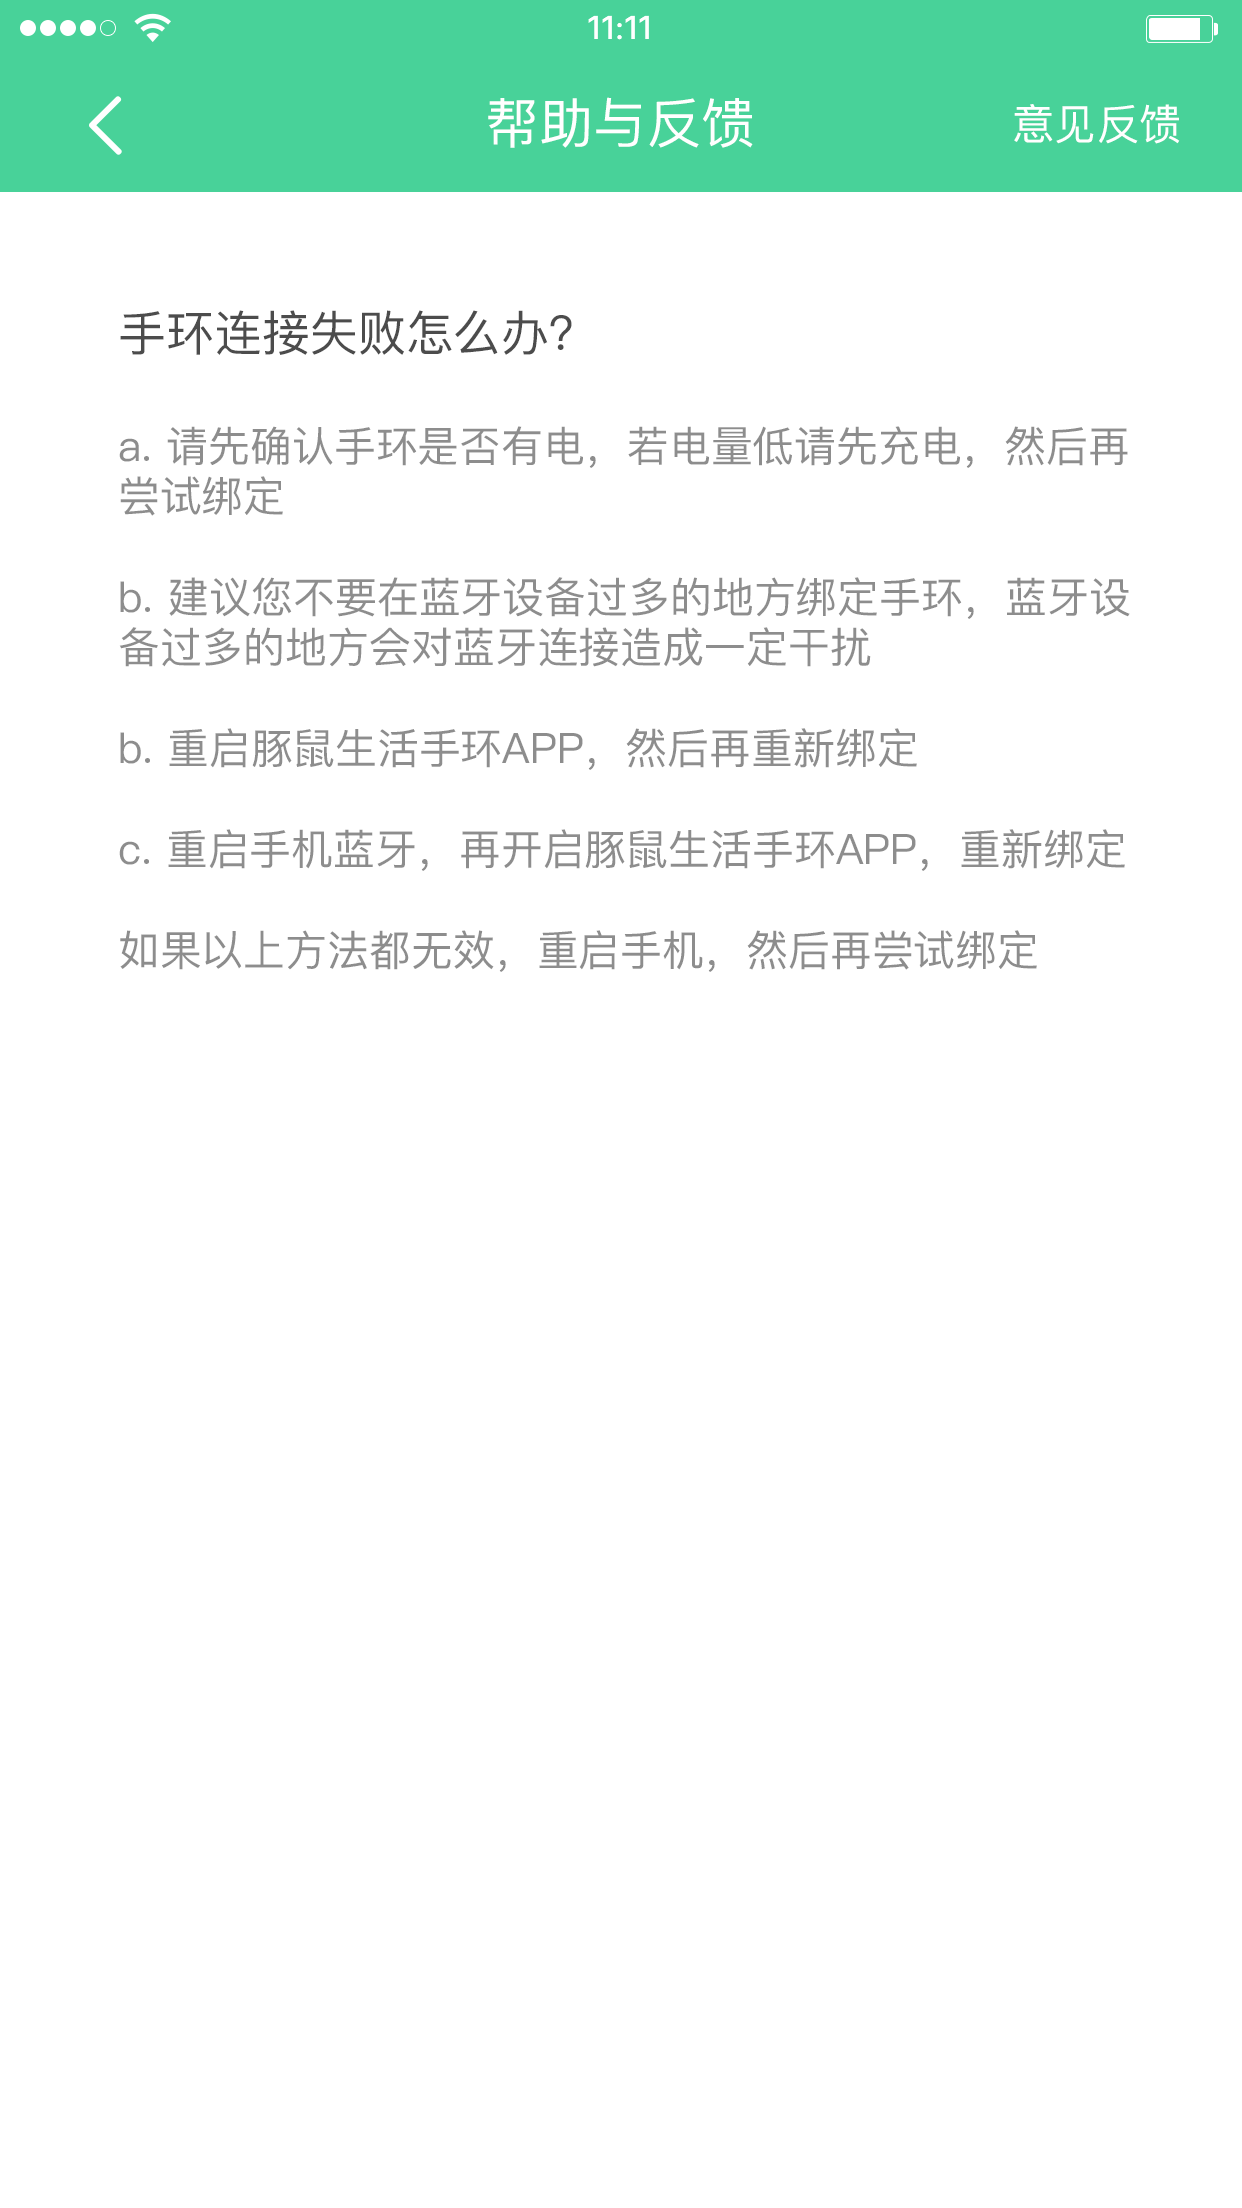 11:11
帮助与反馈
意见反馈
手环连接失败怎么办?
a. 请先确认手环是否有电，若电量低请先充电，然后再
尝试绑定
b. 建议您不要在蓝牙设备过多的地方绑定手环，蓝牙设
备过多的地方会对蓝牙连接造成一定干扰
b. 重启豚鼠生活手环APP，然后再重新绑定
c. 重启手机蓝牙，再开启豚鼠生活手环APP，重新绑定
如果以上方法都无效，重启手机，然后再尝试绑定